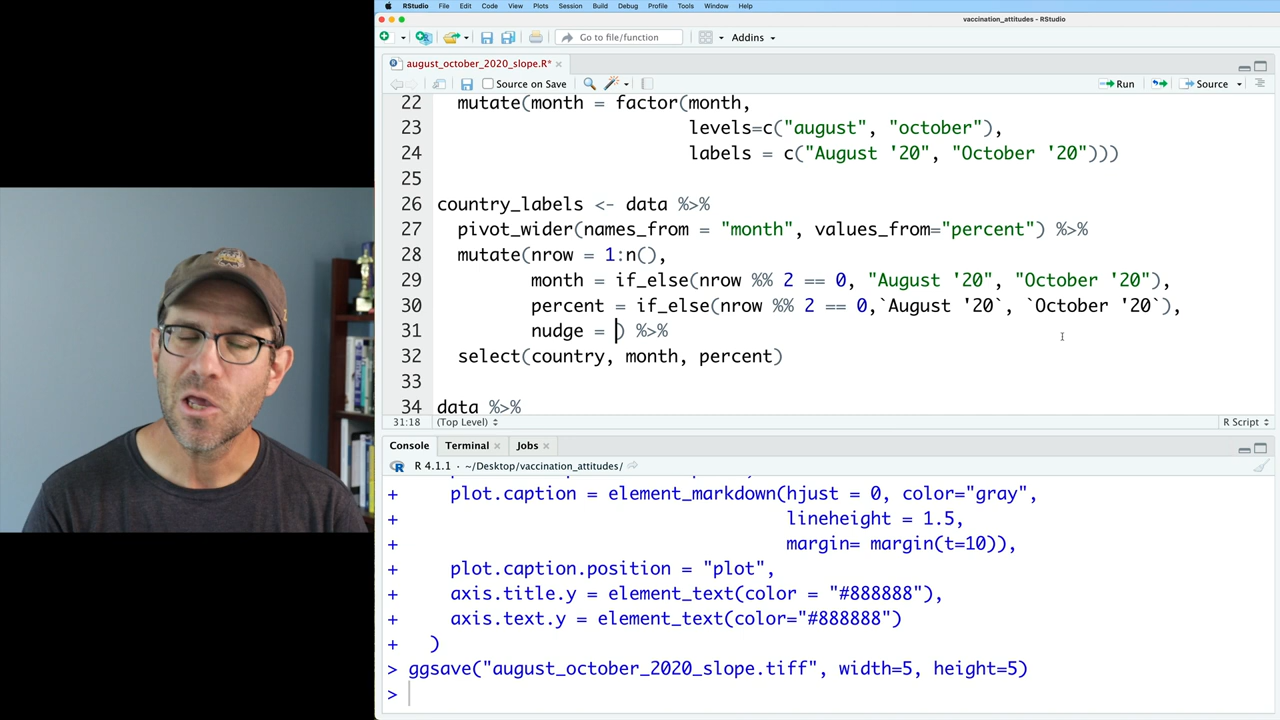 RStudio File Edit Code View Plots Session Build Debug Profile Tools Window Help
vaccination_attitudes - RStudio
Go to file/function Addins
august_october_2020_slope.R*
Source on Save Run Source
22 mutate(month = factor(month,
23 levels=c("august", "october"),
24 labels = c("August '20", "October '20")))
25
26 country_labels <- data %>%
27 pivot_wider(names_from = "month", values_from="percent") %>%
28 mutate(nrow = 1:n(),
29 month = if_else(nrow %% 2 == 0, "August '20", "October '20"),
30 percent = if_else(nrow %% 2 == 0,`August '20`, `October '20`),
31 nudge = ) %>%
32 select(country, month, percent)
33
34 data %>%
31:18 (Top Level) R Script
Console Terminal Jobs
R 4.1.1 · ~/Desktop/vaccination_attitudes/
+ plot.caption = element_markdown(hjust = 0, color="gray",
+ lineheight = 1.5,
+ margin= margin(t=10)),
+ plot.caption.position = "plot",
+ axis.title.y = element_text(color = "#888888"),
+ axis.text.y = element_text(color="#888888")
+ )
> ggsave("august_october_2020_slope.tiff", width=5, height=5)
>